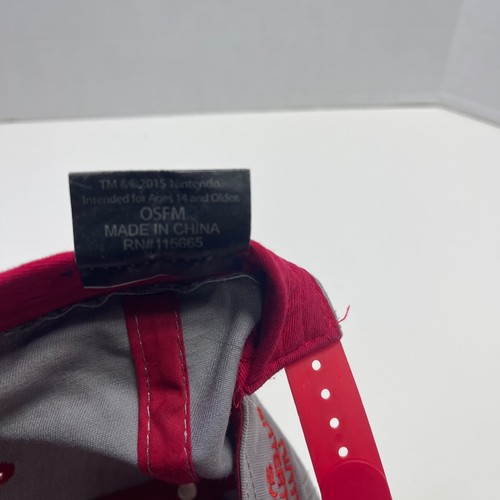 TM & © 2015 Nintendo.
Intended for Ages 14 and Older.
OSFM
MADE IN CHINA
RN#115665